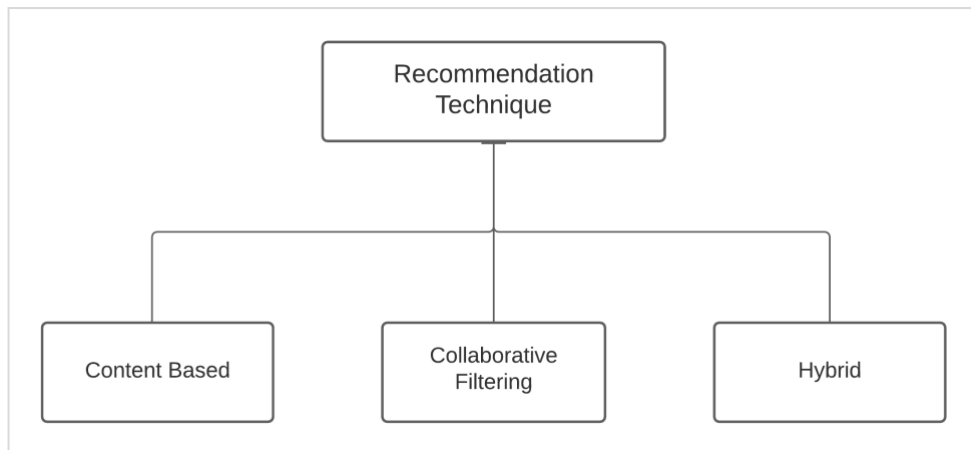 Recommendation
Technique
Content Based
Collaborative
Filtering
Hybrid